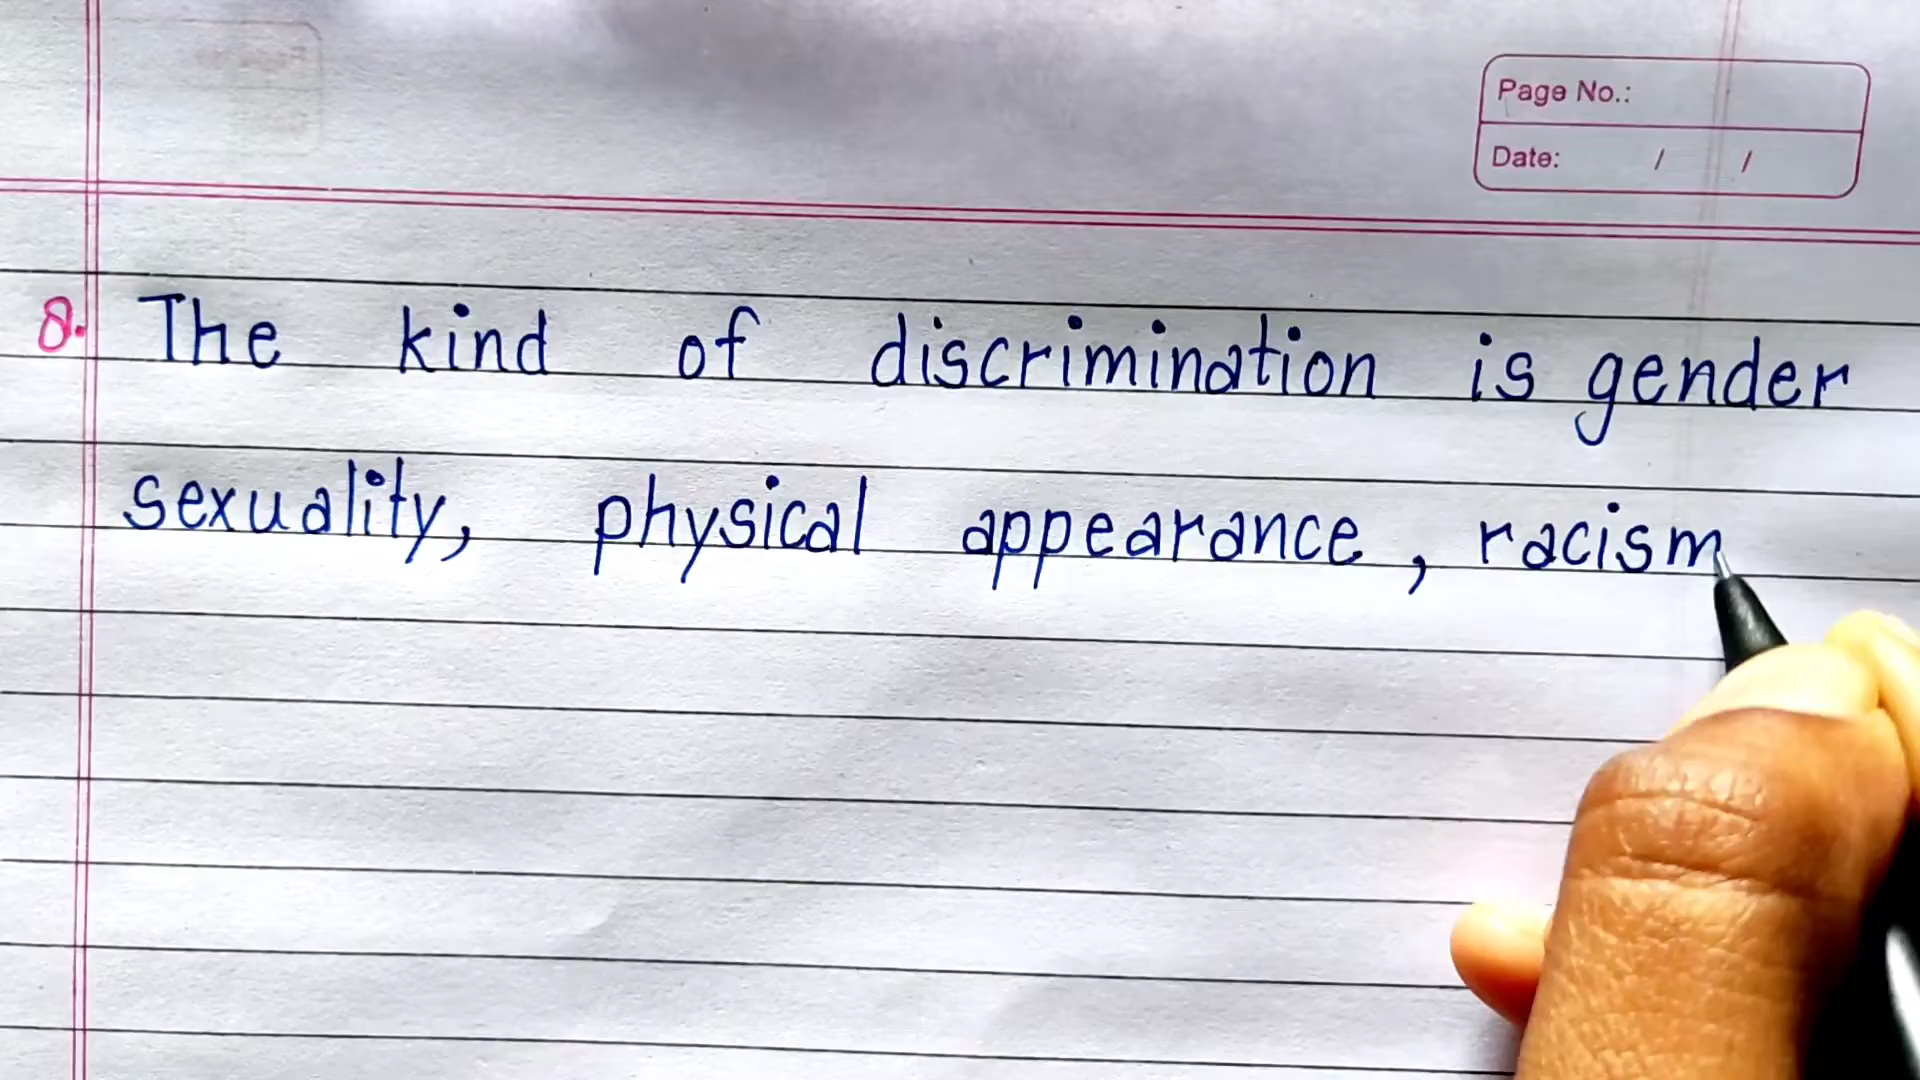 Page No.:
Date: / /
8. The kind of discrimination is gender
sexuality, physical appearance, racism